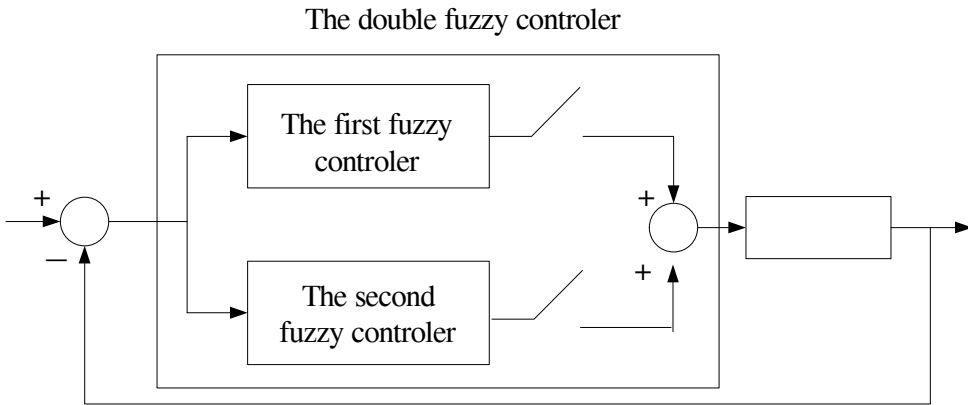 The double fuzzy controler
The first fuzzy
controler
+
+
−
+
The second
fuzzy controler